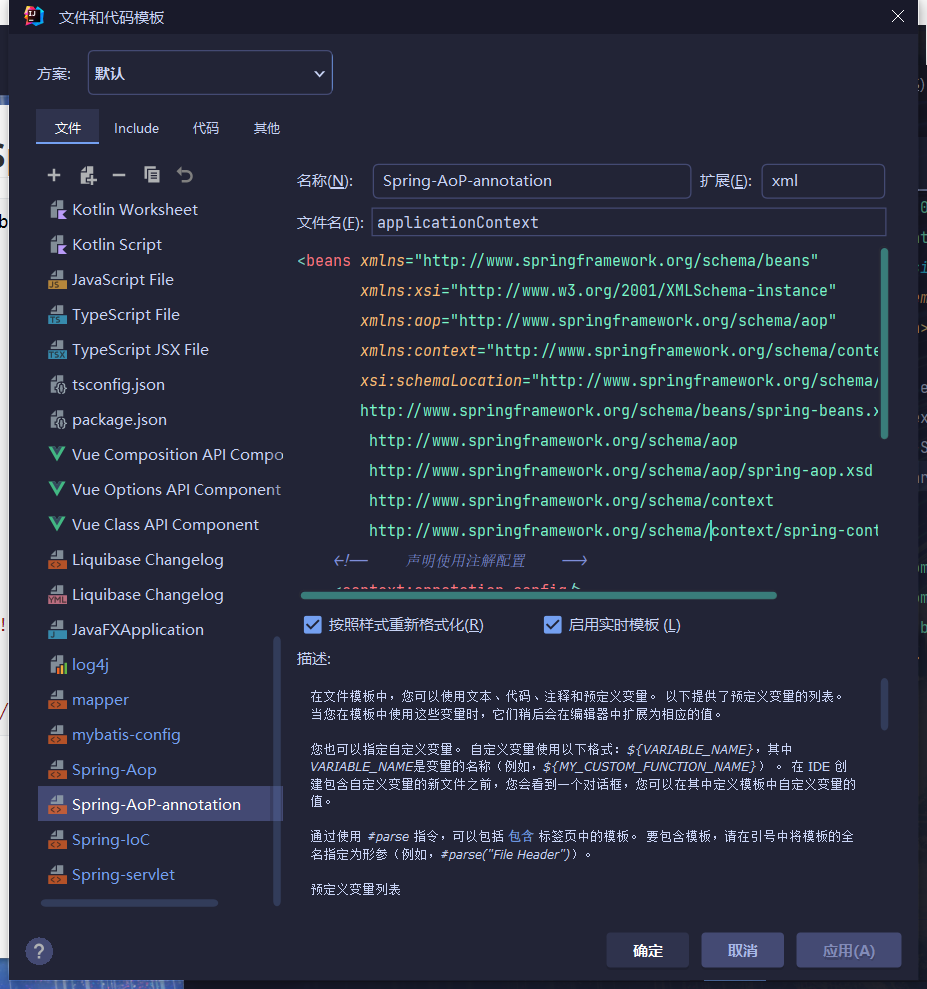 文件和代码模板
方案:
默认
文件 Include 代码 其他
Kotlin Worksheet
Kotlin Script
JavaScript File
TypeScript File
TypeScript JSX File
tsconfig.json
package.json
Vue Composition API Compo
Vue Options API Component
Vue Class API Component
Liquibase Changelog
Liquibase Changelog
JavaFXApplication
log4j
mapper
mybatis-config
Spring-Aop
Spring-AoP-annotation
Spring-IoC
Spring-servlet
名称(N): Spring-AoP-annotation 扩展(E): xml
文件名(F): applicationContext
<beans xmlns="http://www.springframework.org/schema/beans"
xmlns:xsi="http://www.w3.org/2001/XMLSchema-instance"
xmlns:aop="http://www.springframework.org/schema/aop"
xmlns:context="http://www.springframework.org/schema/conte
xsi:schemaLocation="http://www.springframework.org/schema/
http://www.springframework.org/schema/beans/spring-beans.x
http://www.springframework.org/schema/aop
http://www.springframework.org/schema/aop/spring-aop.xsd
http://www.springframework.org/schema/context
http://www.springframework.org/schema/context/spring-cont
<!-- 声明使用注解配置 -->
<context:annotation-config/>
按照样式重新格式化(R) 启用实时模板 (L)
描述:
在文件模板中，您可以使用文本、代码、注释和预定义变量。 以下提供了预定义变量的列表。
当您在模板中使用这些变量时，它们稍后会在编辑器中扩展为相应的值。
您也可以指定自定义变量。 自定义变量使用以下格式：${VARIABLE_NAME}，其中
VARIABLE_NAME是变量的名称（例如，${MY_CUSTOM_FUNCTION_NAME}）。 在 IDE 创
建包含自定义变量的新文件之前，您会看到一个对话框，您可以在其中定义模板中自定义变量的
值。
通过使用 #parse 指令，可以包括 包含 标签页中的模板。 要包含模板，请在引号中将模板的全
名指定为形参（例如，#parse("File Header")）。
预定义变量列表
?
确定 取消 应用(A)